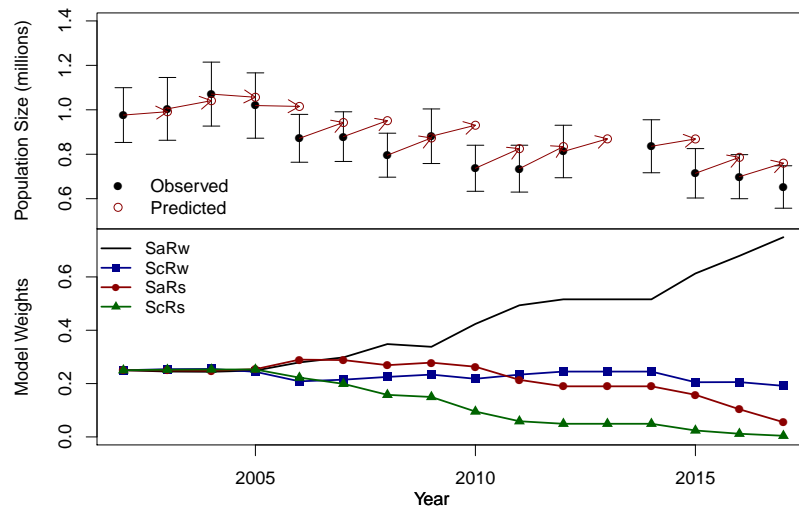 Population Size (millions)
1.4
1.2
1.0
0.8
0.6
Observed
Predicted
Model Weights
0.6
0.4
0.2
0.0
SaRw
ScRw
SaRs
ScRs
2005
2010
2015
Year